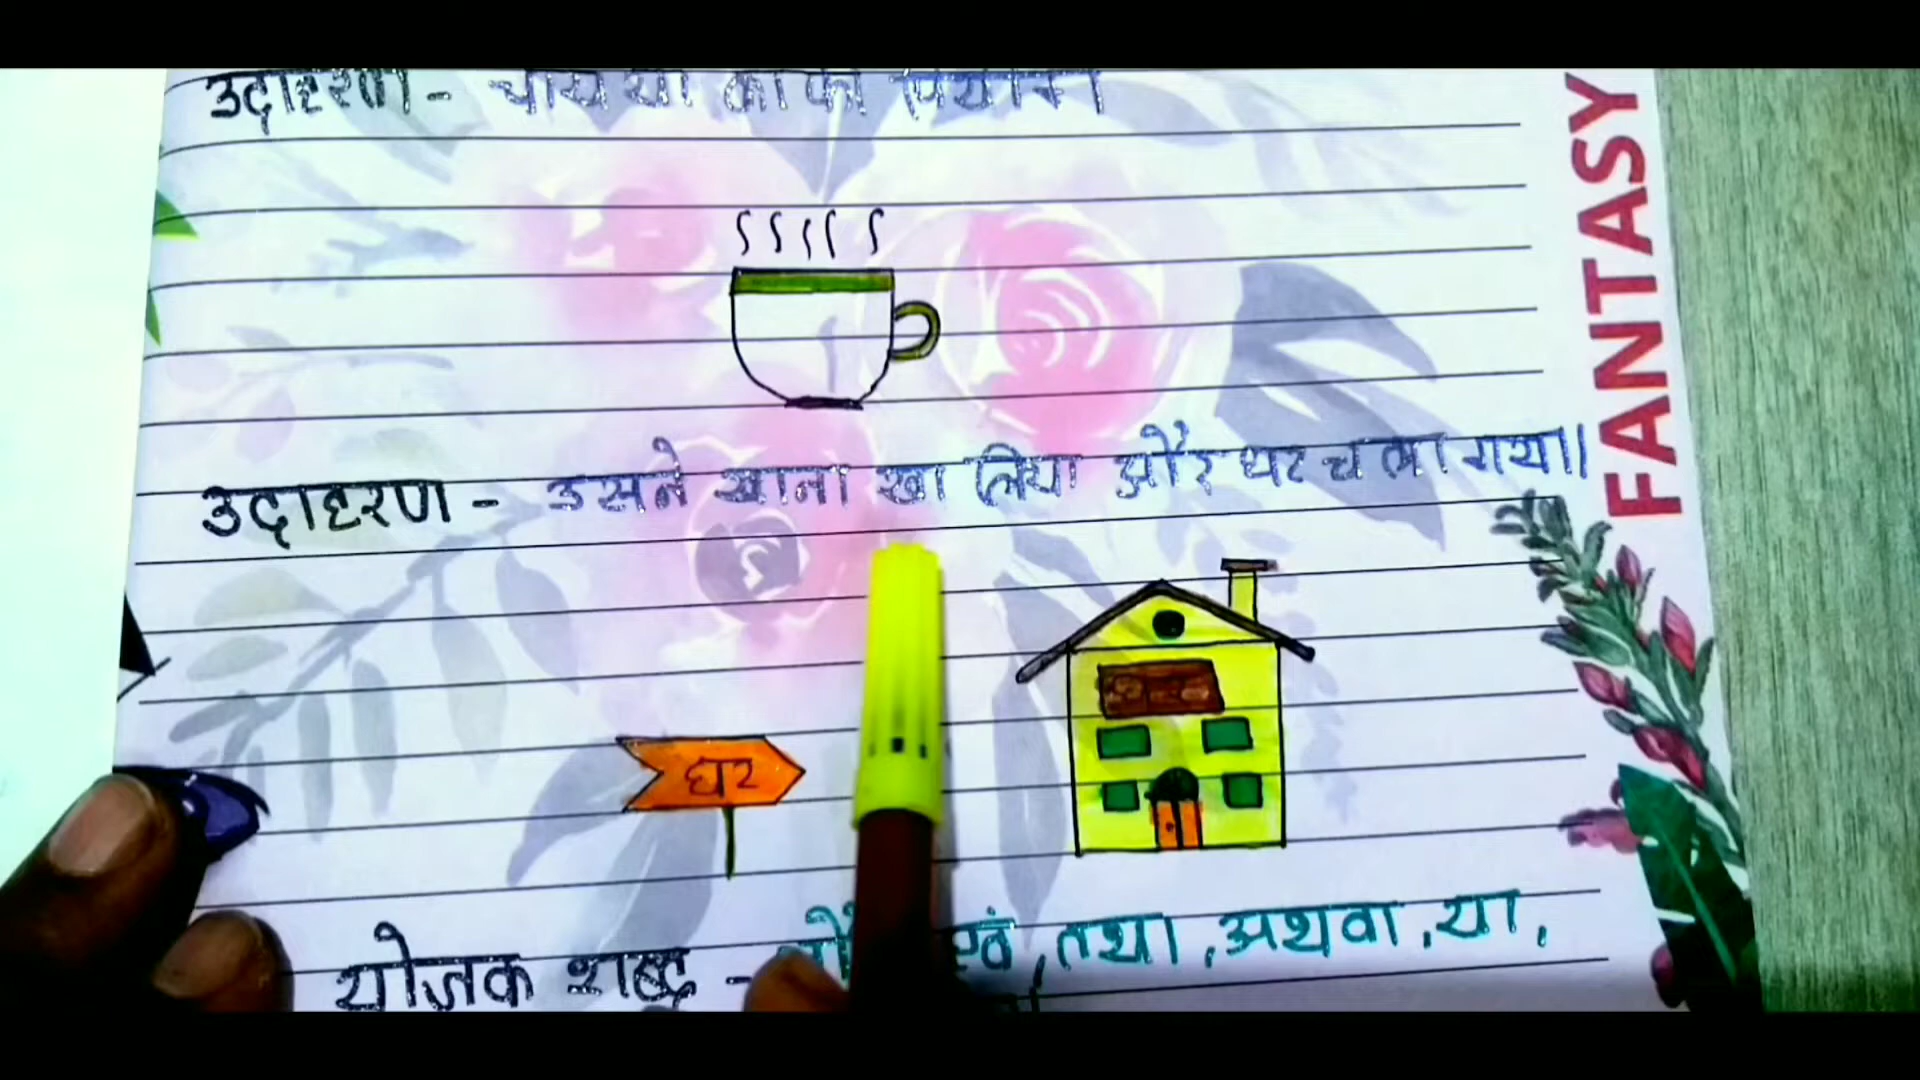 उदाहरण - चाय या कॉफी
उदाहरण - उसने खाना खा लिया और घर चला गया॥
घर
योजक शब्द - एवं, तथा, अथवा, या,
FANTASY